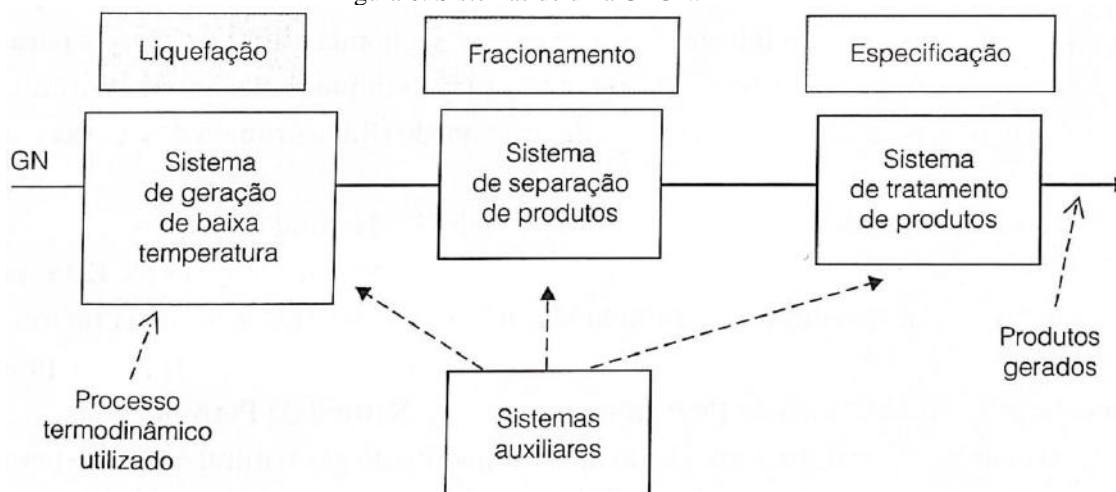 Liquefação
Fracionamento
Especificação
GN
Sistema
de geração
de baixa
temperatura
Sistema
de separação
de produtos
Sistema
de tratamento
de produtos
Produtos
gerados
Processo
termodinâmico
utilizado
Sistemas
auxiliares